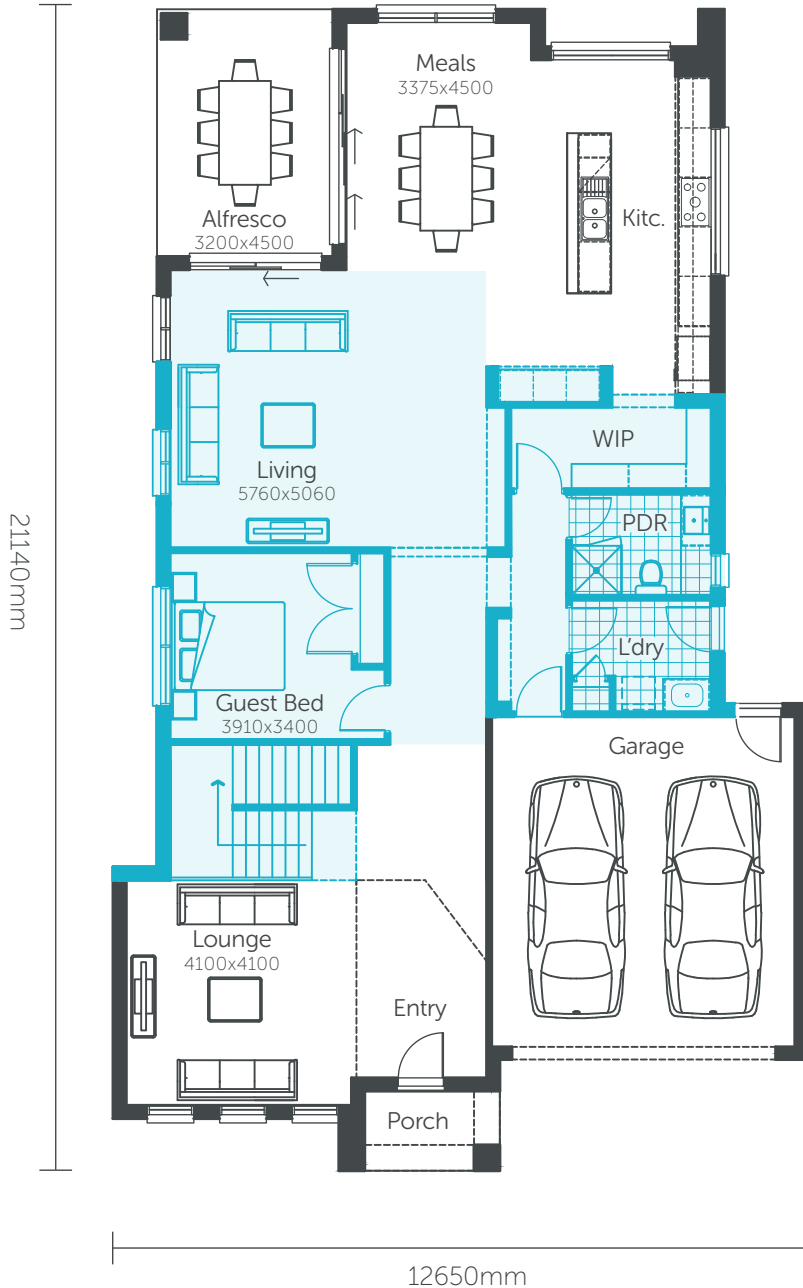 Meals
3375x4500
Alfresco
3200x4500
Kitc.
WIP
Living
5760x5060
PDR
21140mm
L'dry
Guest Bed
3910x3400
Garage
Lounge
4100x4100
Entry
Porch
12650mm